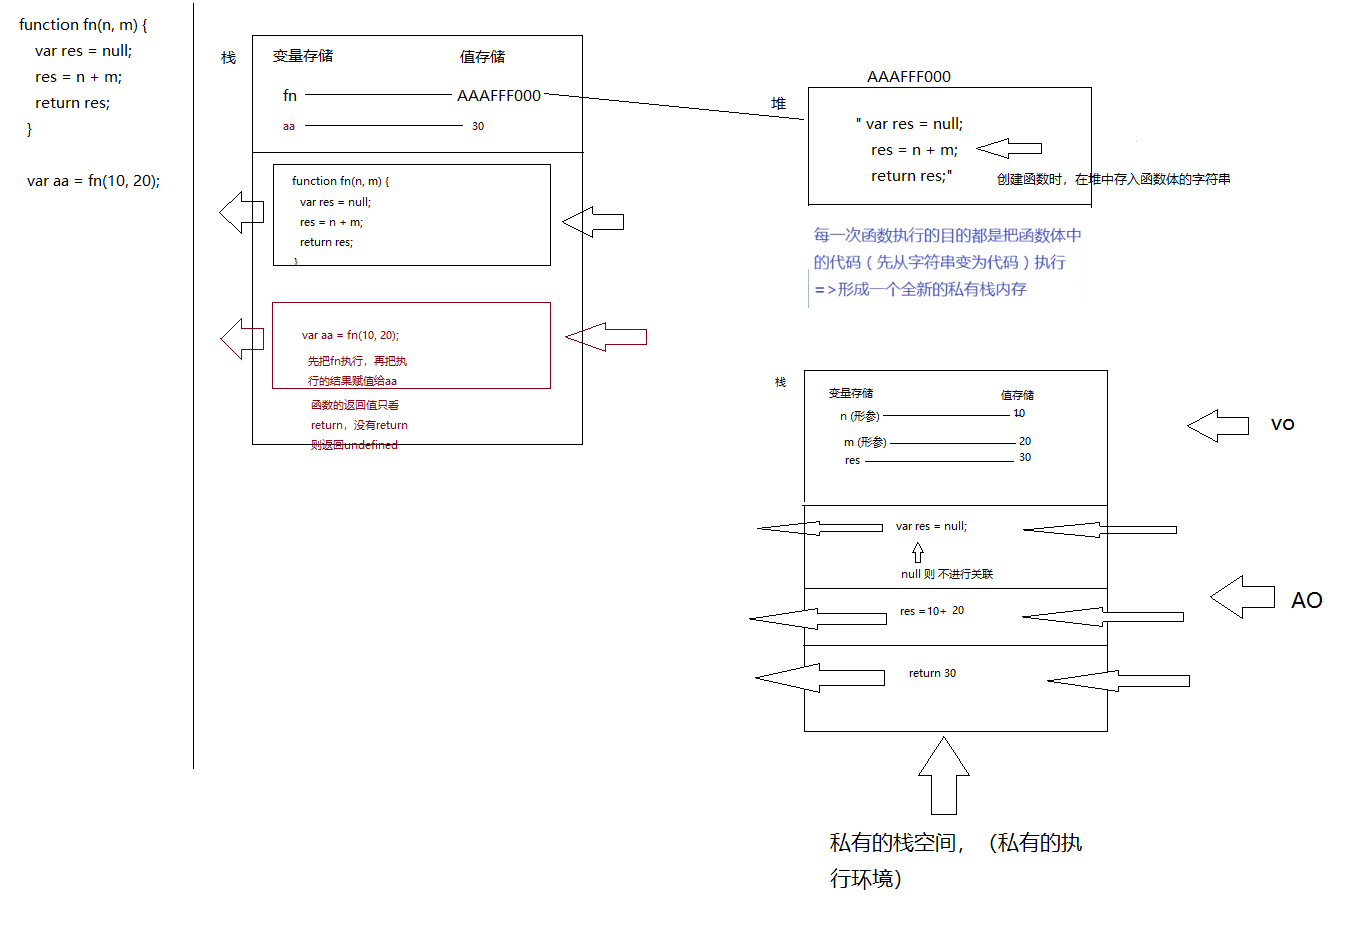 function fn(n, m) {
var res = null;
res = n + m;
return res;
}
var aa = fn(10, 20);
栈
变量存储 值存储
fn AAAFFF000
aa 30
function fn(n, m) {
var res = null;
res = n + m;
return res;
}
var aa = fn(10, 20);
先把fn执行，再把执
行的结果赋值给aa
函数的返回值只看
return，没有return
则返回undefined
AAAFFF000
堆
" var res = null;
res = n + m;
return res;"
创建函数时，在堆中存入函数体的字符串
每一次函数执行的目的都是把函数体中
的代码（先从字符串变为代码）执行
=>形成一个全新的私有栈内存
栈
变量存储 值存储
n (形参) 10
m (形参) 20
res 30
VO
var res = null;
null 则 不进行关联
res =10+ 20
AO
return 30
私有的栈空间，（私有的执
行环境）